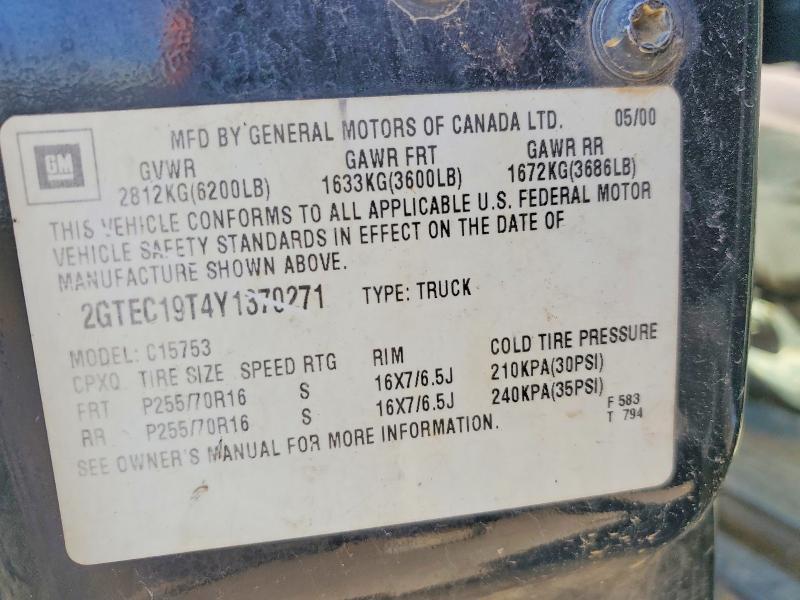 MFD BY GENERAL MOTORS OF CANADA LTD. 05/00
GM
GVWR GAWR FRT GAWR RR
2812KG(6200LB) 1633KG(3600LB) 1672KG(3686LB)
THIS VEHICLE CONFORMS TO ALL APPLICABLE U.S. FEDERAL MOTOR
VEHICLE SAFETY STANDARDS IN EFFECT ON THE DATE OF
MANUFACTURE SHOWN ABOVE.
2GTEC19T4Y1370271 TYPE: TRUCK
MODEL: C15753
CPXQ TIRE SIZE SPEED RTG RIM COLD TIRE PRESSURE
FRT P255/70R16 S 16X7/6.5J 210KPA(30PSI)
RR P255/70R16 S 16X7/6.5J 240KPA(35PSI)
SEE OWNER'S MANUAL FOR MORE INFORMATION.
F 583
T 794